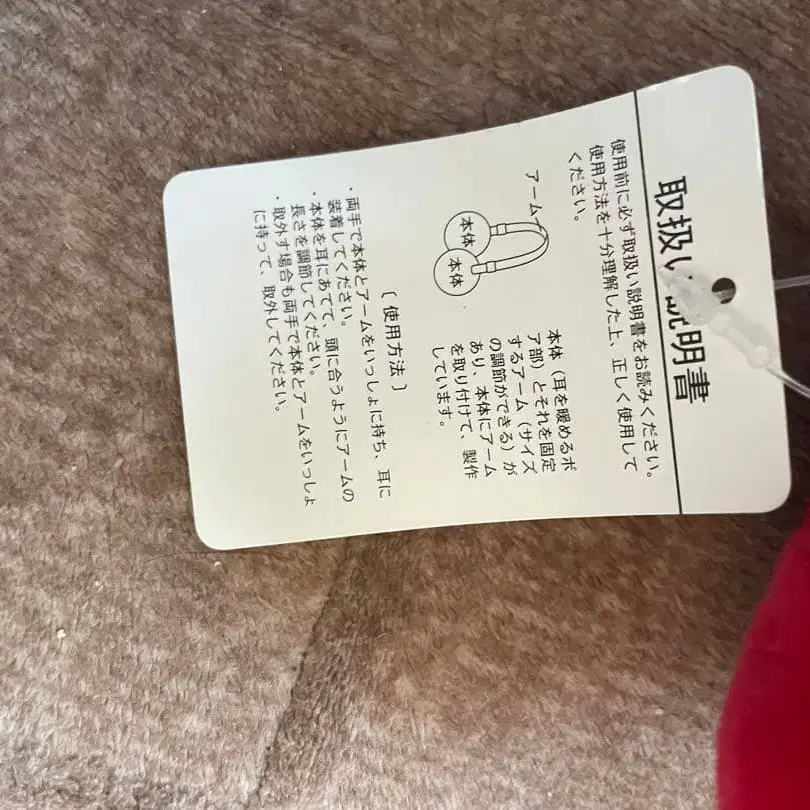 取扱い説明書
使用前に必ず取扱い説明書をお読みください。
使用方法を十分理解した上、正しく使用して
ください。
アーム
本体
本体
本体（耳を暖めるボ
ア部）とそれを固定
するアーム（サイズ
の調節ができる）が
あり、本体にアーム
を取り付けて、製作
しています。
〔使用方法〕
・両手で本体とアームをいっしょに持ち、耳に
装着してください。
・本体を耳にあてて、頭に合うようにアームの
長さを調節してください。
・取外す場合も両手で本体とアームをいっしょ
に持って、取外してください。